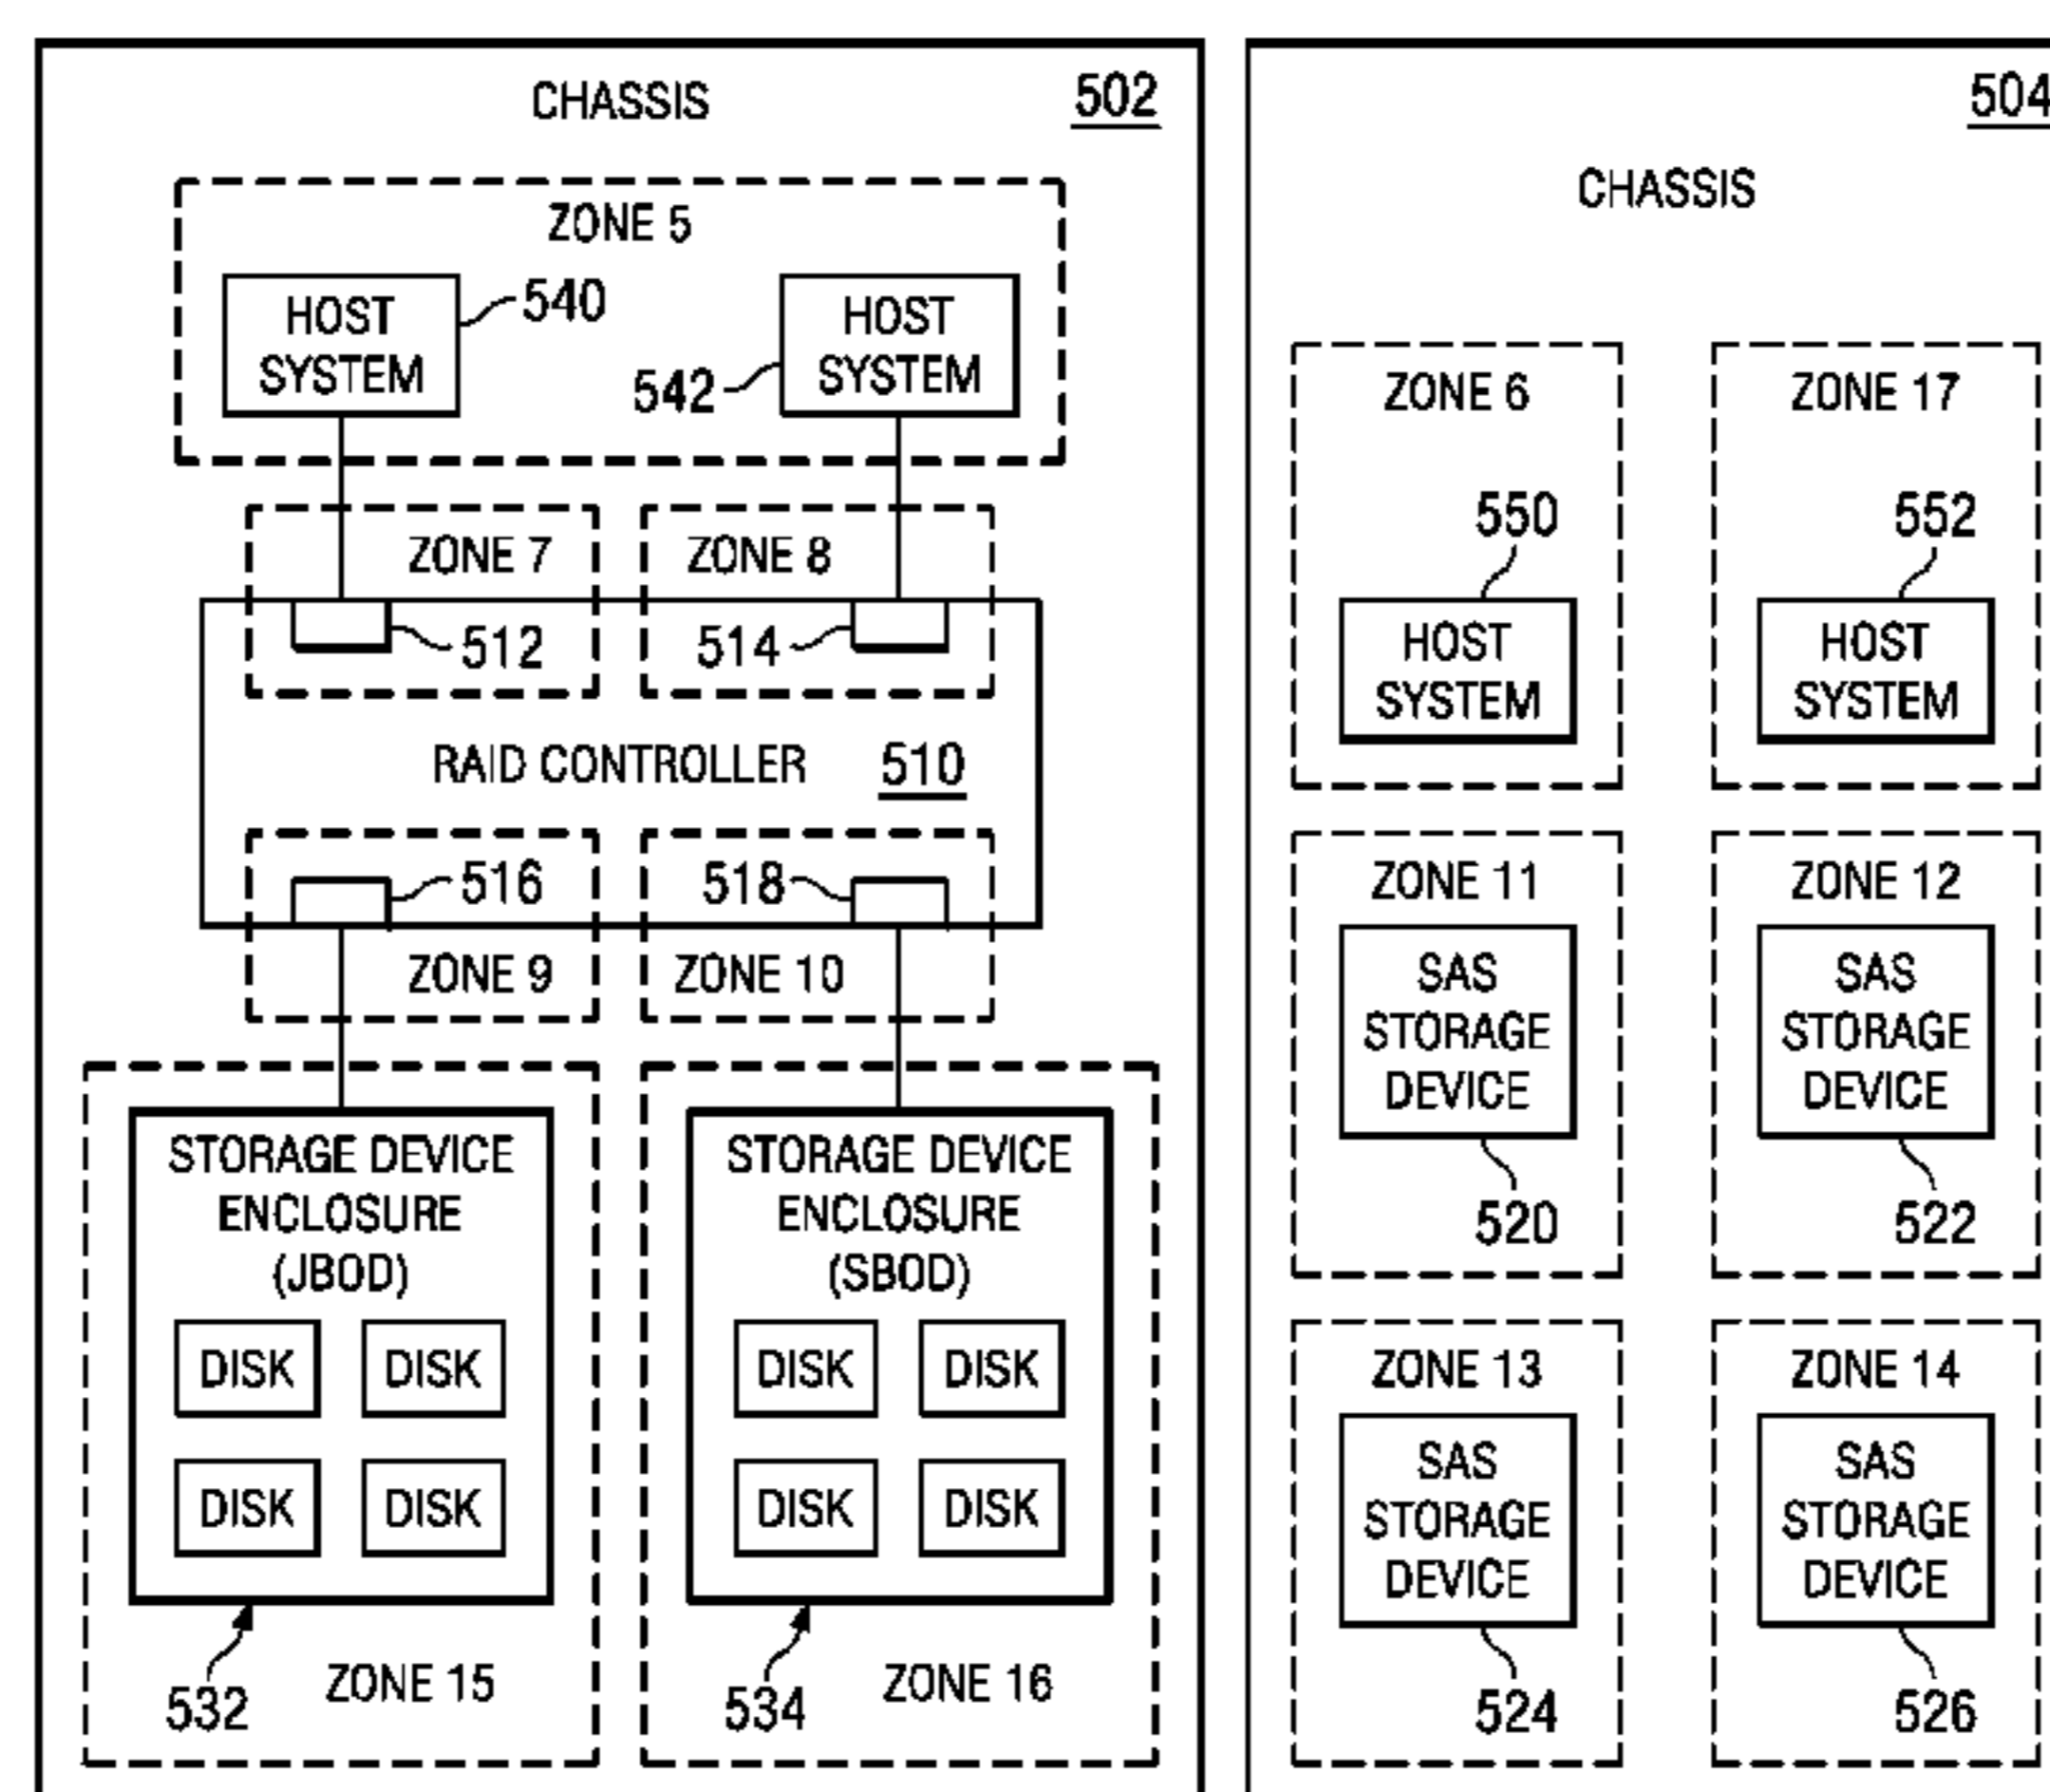 CHASSIS
502
ZONE 5
HOST
SYSTEM
540
HOST
SYSTEM
542
ZONE 7
ZONE 8
512
514
RAID CONTROLLER
510
516
518
ZONE 9
ZONE 10
STORAGE DEVICE
ENCLOSURE
(JBOD)
DISK
DISK
DISK
DISK
532
ZONE 15
STORAGE DEVICE
ENCLOSURE
(SBOD)
DISK
DISK
DISK
DISK
534
ZONE 16
504
CHASSIS
ZONE 6
550
HOST
SYSTEM
ZONE 17
552
HOST
SYSTEM
ZONE 11
SAS
STORAGE
DEVICE
520
ZONE 12
SAS
STORAGE
DEVICE
522
ZONE 13
SAS
STORAGE
DEVICE
524
ZONE 14
SAS
STORAGE
DEVICE
526